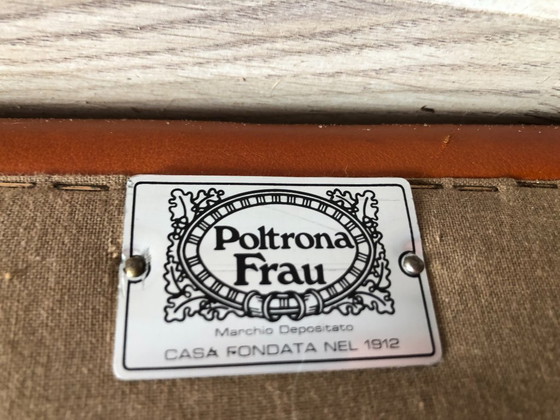 Poltrona
Frau
Marchio Depositato
CASA FONDATA NEL 1912